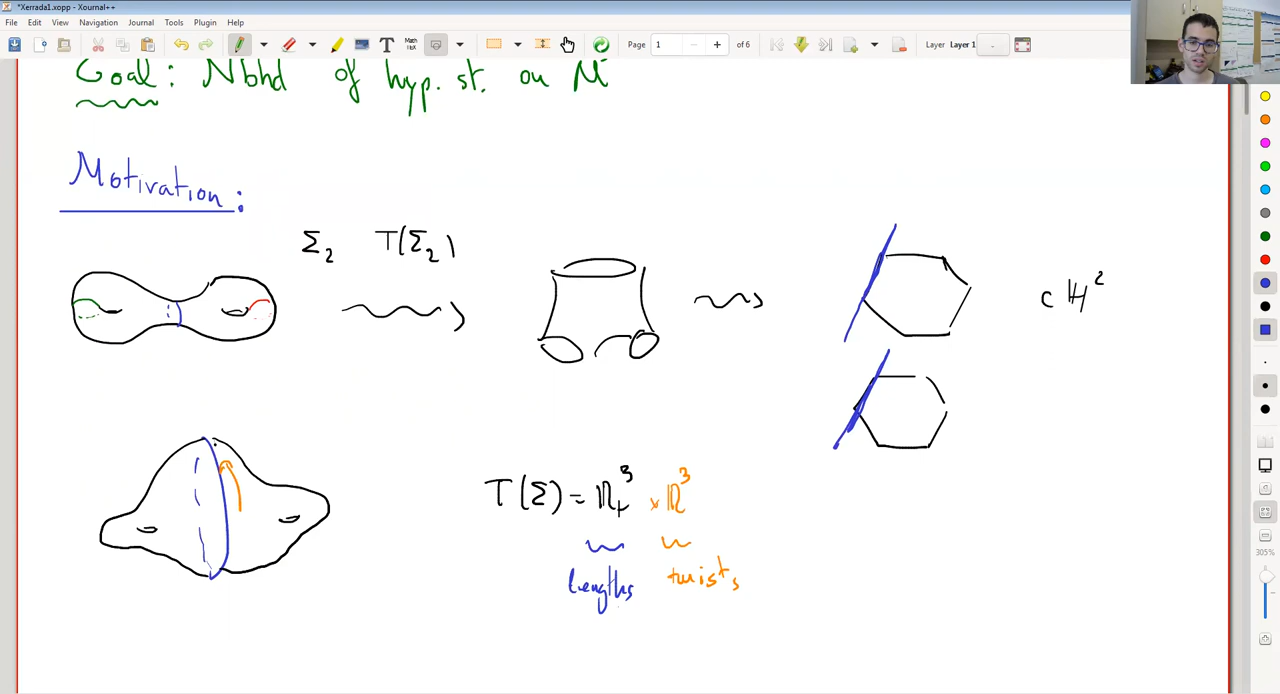 *Xerrada1.xopp - Xournal++
File Edit View Navigation Journal Tools Plugin Help
Page 1 of 6 Layer Layer 1
Goal: Nbhd of hyp. st. on M
Motivation:
Σ₂ T(Σ₂)
⊂ ℍ²
T(Σ) = ℝ₊³ × ℝ³
lengths twists
305%